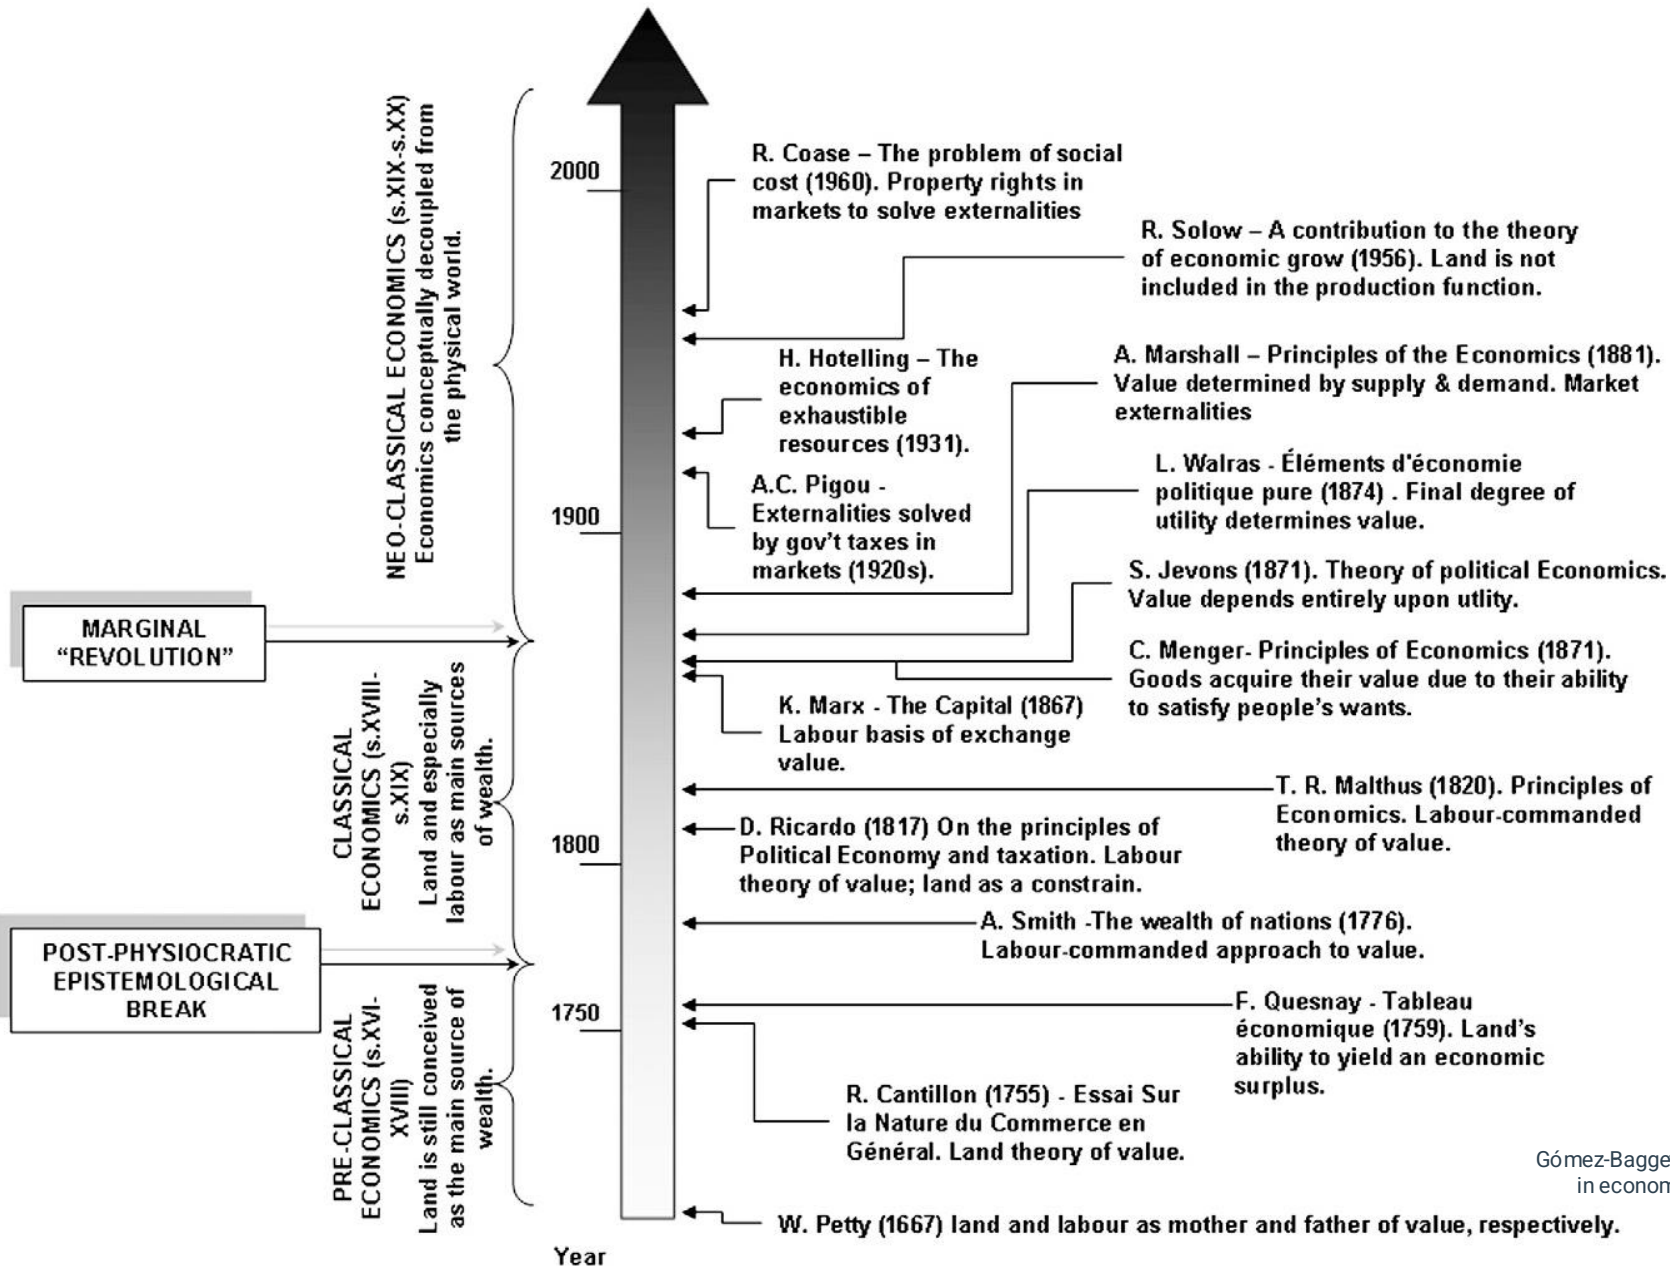 NEO-CLASSICAL ECONOMICS (s.XIX-s.XX)
Economics conceptually decoupled from
the physical world.
MARGINAL
“REVOLUTION”
CLASSICAL
ECONOMICS (s.XVIII-
s.XIX)
Land and especially
labour as main sources
of wealth.
POST-PHYSIOCRATIC
EPISTEMOLOGICAL
BREAK
PRE-CLASSICAL
ECONOMICS (s.XVI-
XVIII)
Land is still conceived
as the main source of
wealth.
2000
1900
1800
1750
Year
R. Coase – The problem of social
cost (1960). Property rights in
markets to solve externalities
R. Solow – A contribution to the theory
of economic grow (1956). Land is not
included in the production function.
H. Hotelling – The
economics of
exhaustible
resources (1931).
A. Marshall – Principles of the Economics (1881).
Value determined by supply & demand. Market
externalities
A.C. Pigou -
Externalities solved
by gov’t taxes in
markets (1920s).
L. Walras - Éléments d'économie
politique pure (1874) . Final degree of
utility determines value.
S. Jevons (1871). Theory of political Economics.
Value depends entirely upon utlity.
C. Menger- Principles of Economics (1871).
Goods acquire their value due to their ability
to satisfy people’s wants.
K. Marx - The Capital (1867)
Labour basis of exchange
value.
T. R. Malthus (1820). Principles of
Economics. Labour-commanded
theory of value.
D. Ricardo (1817) On the principles of
Political Economy and taxation. Labour
theory of value; land as a constrain.
A. Smith -The wealth of nations (1776).
Labour-commanded approach to value.
F. Quesnay - Tableau
économique (1759). Land’s
ability to yield an economic
surplus.
R. Cantillon (1755) - Essai Sur
la Nature du Commerce en
Général. Land theory of value.
W. Petty (1667) land and labour as mother and father of value, respectively.
Gómez-Bagge
in econom